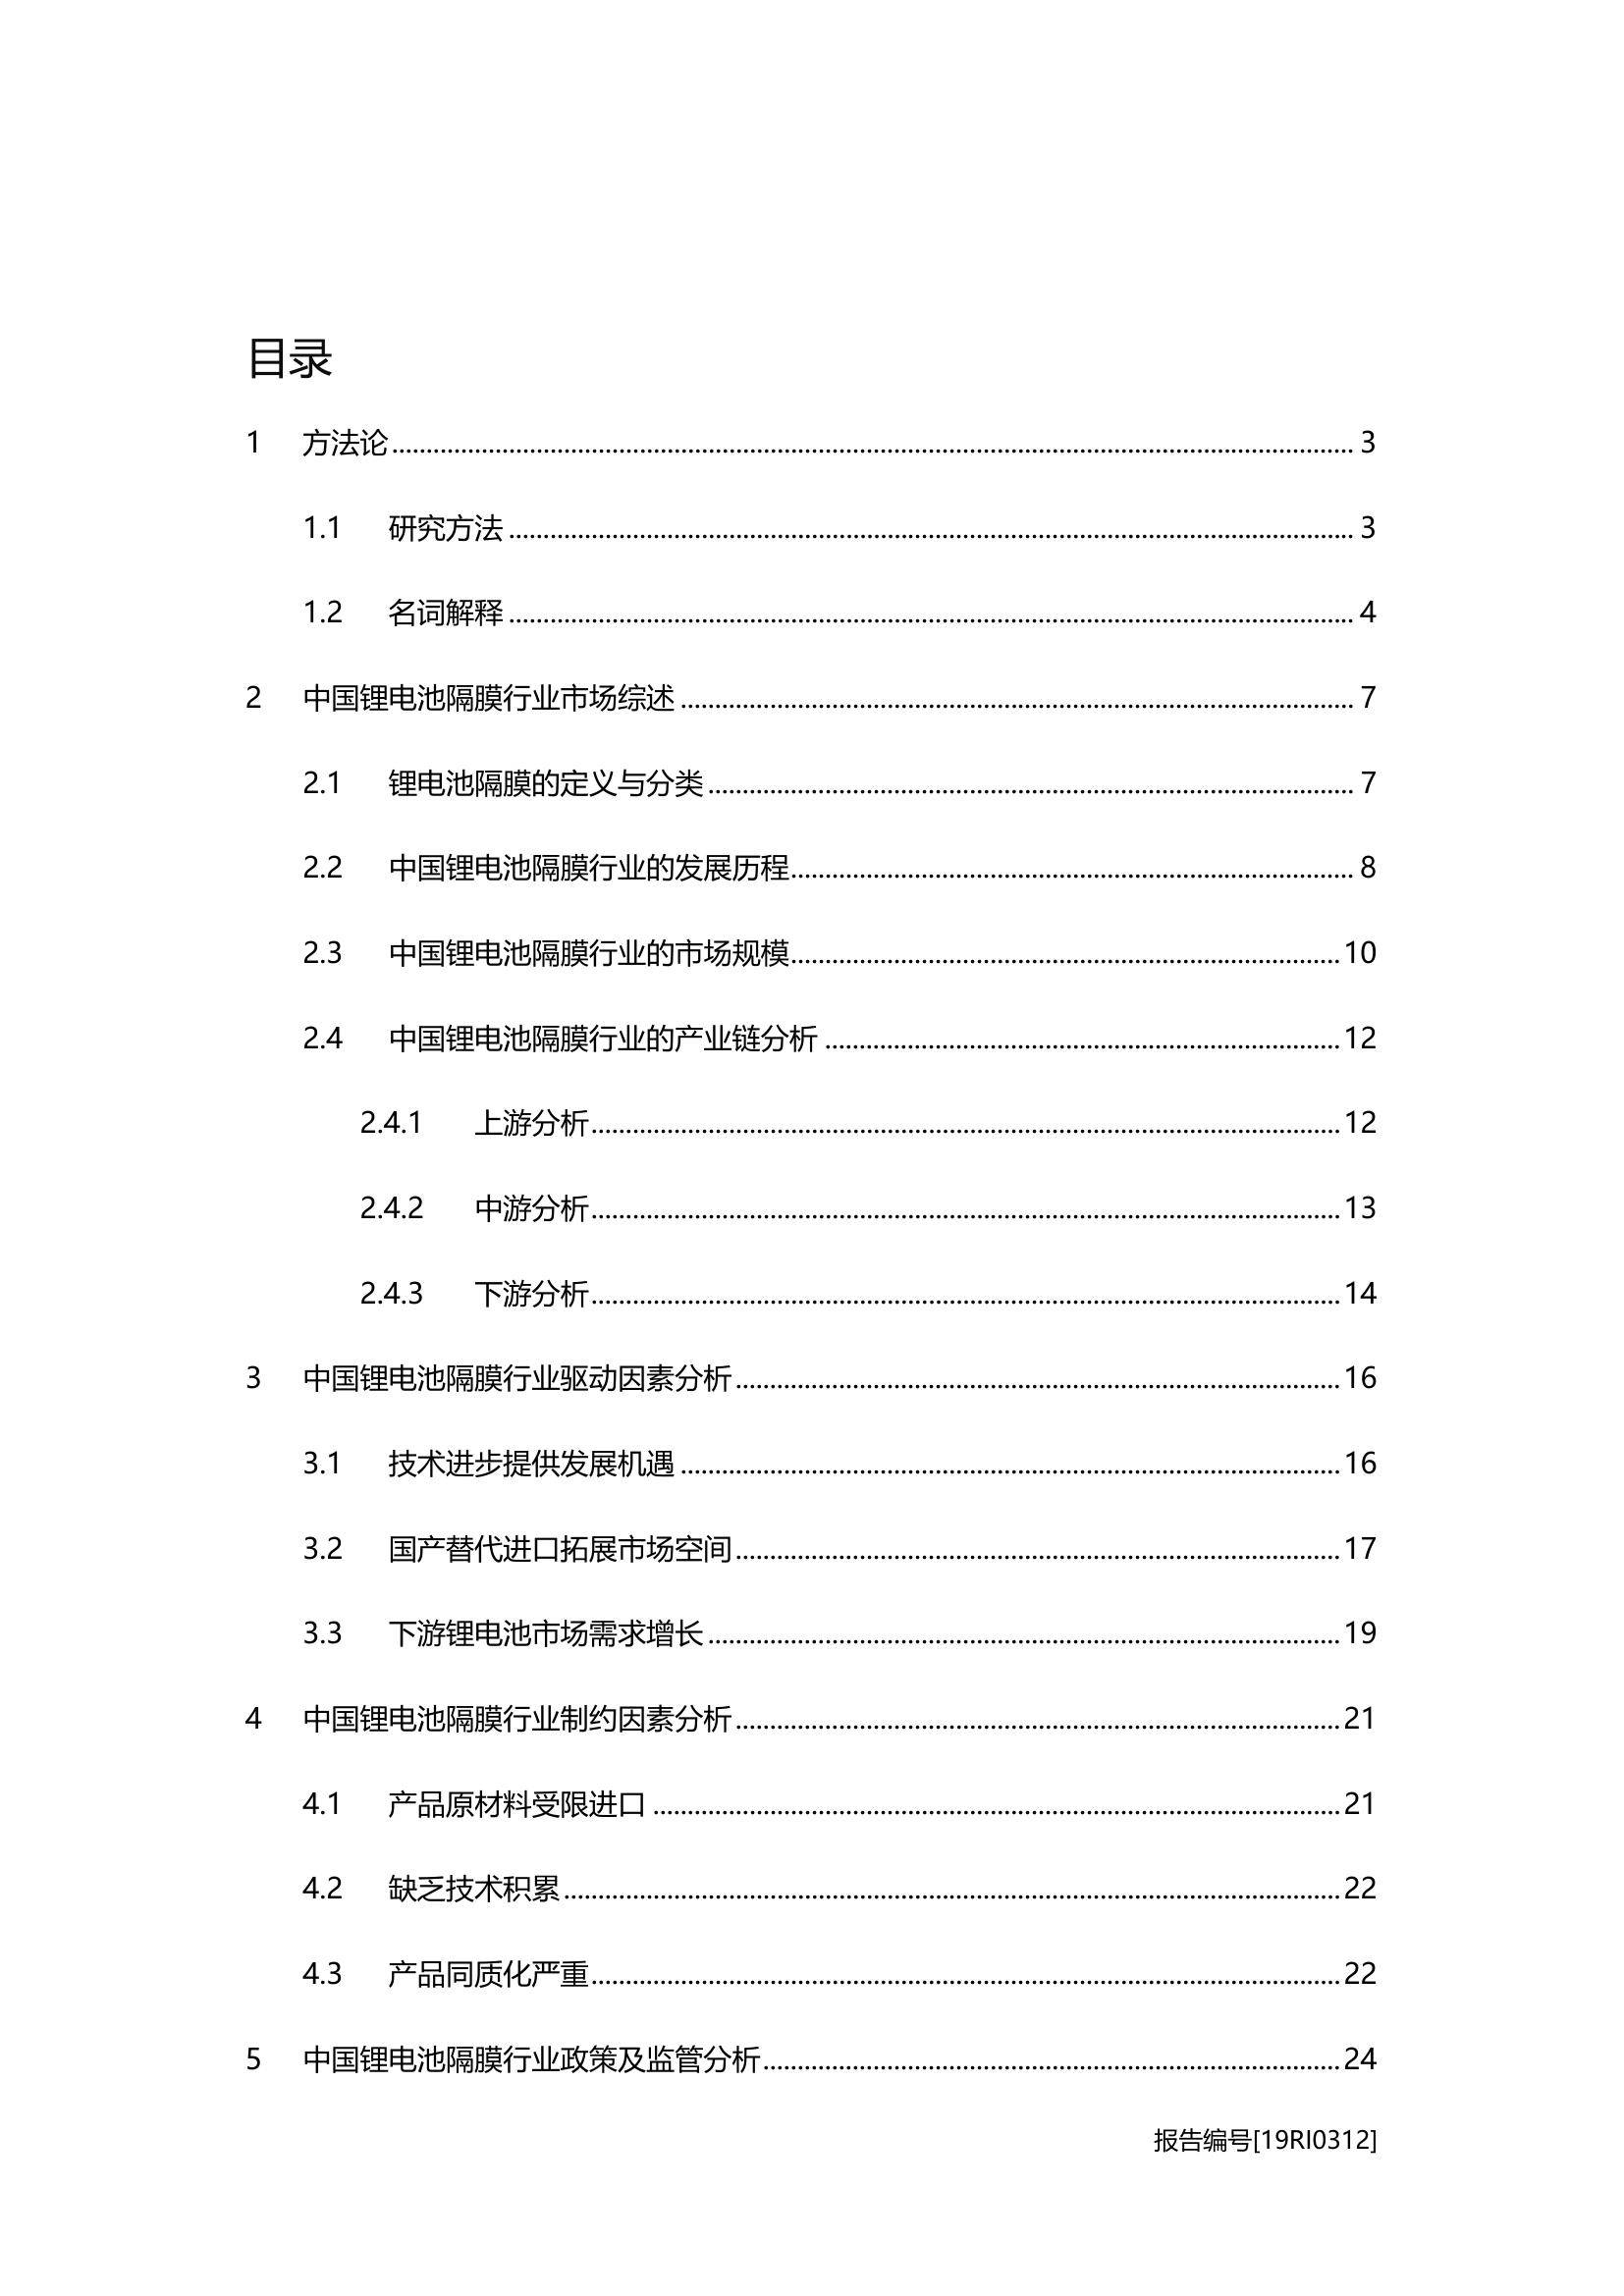 目录
1 方法论 3
1.1 研究方法 3
1.2 名词解释 4
2 中国锂电池隔膜行业市场综述 7
2.1 锂电池隔膜的定义与分类 7
2.2 中国锂电池隔膜行业的发展历程 8
2.3 中国锂电池隔膜行业的市场规模 10
2.4 中国锂电池隔膜行业的产业链分析 12
2.4.1 上游分析 12
2.4.2 中游分析 13
2.4.3 下游分析 14
3 中国锂电池隔膜行业驱动因素分析 16
3.1 技术进步提供发展机遇 16
3.2 国产替代进口拓展市场空间 17
3.3 下游锂电池市场需求增长 19
4 中国锂电池隔膜行业制约因素分析 21
4.1 产品原材料受限进口 21
4.2 缺乏技术积累 22
4.3 产品同质化严重 22
5 中国锂电池隔膜行业政策及监管分析 24
报告编号[19RI0312]